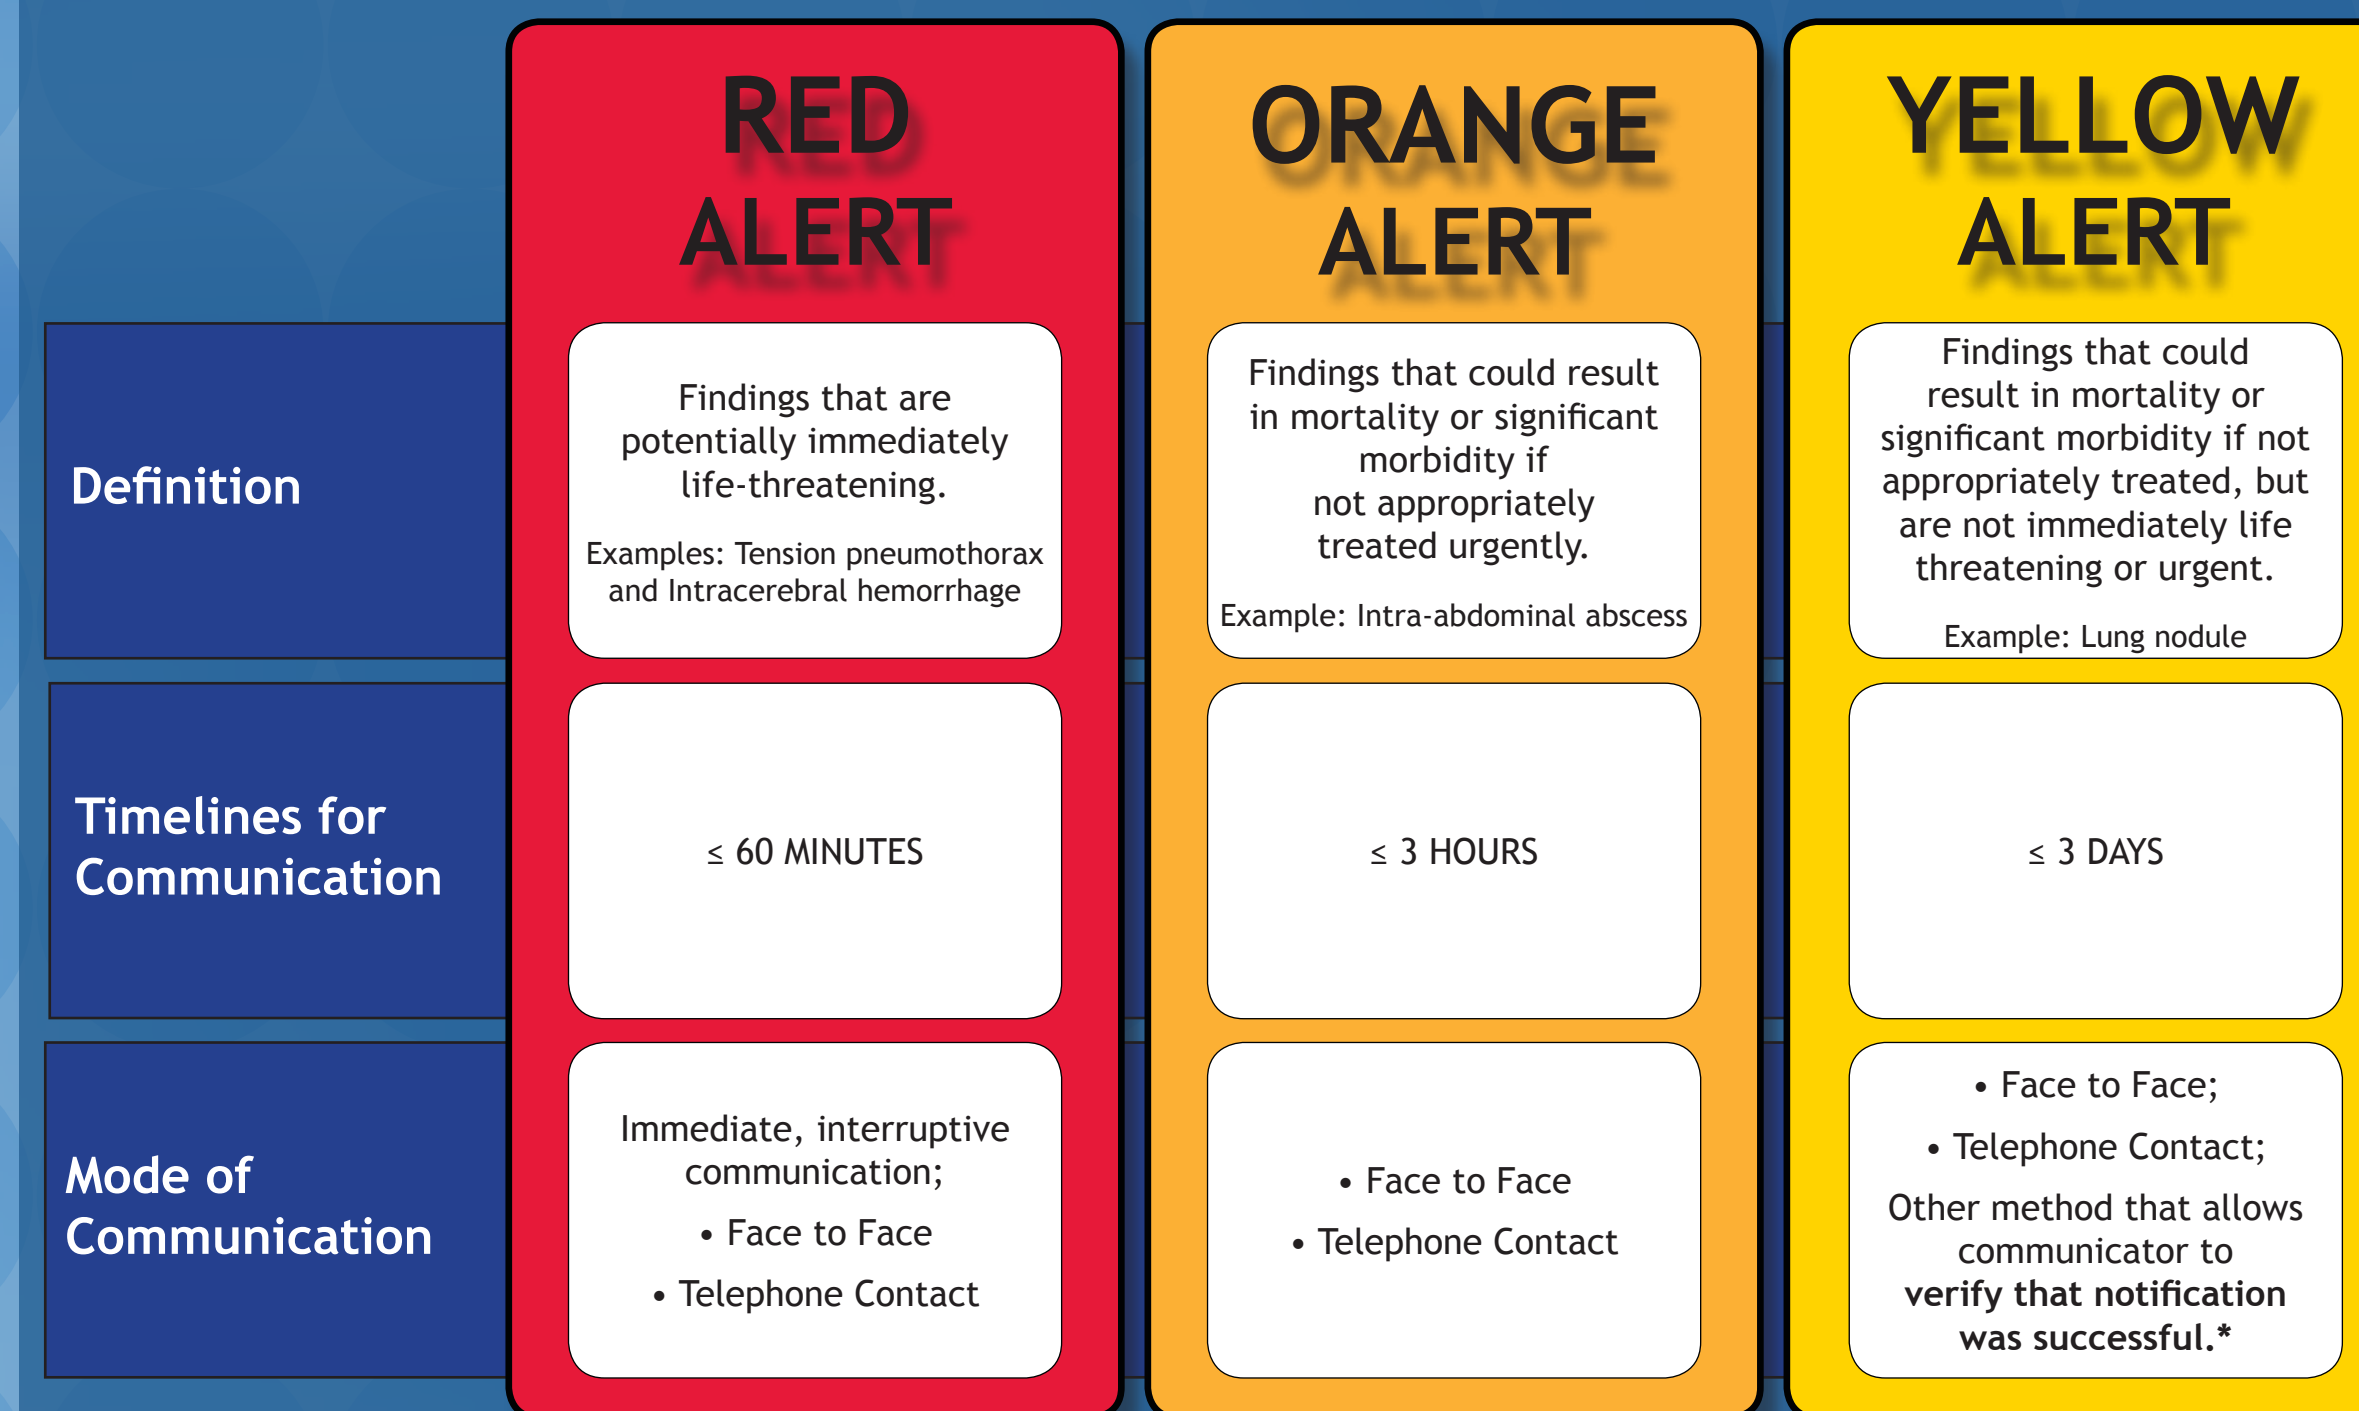 RED
ALERT
ORANGE
ALERT
YELLOW
ALERT
Definition
Findings that are
potentially immediately
life-threatening.
Examples: Tension pneumothorax
and Intracerebral hemorrhage
Findings that could result
in mortality or significant
morbidity if
not appropriately
treated urgently.
Example: Intra-abdominal abscess
Findings that could
result in mortality or
significant morbidity if not
appropriately treated, but
are not immediately life
threatening or urgent.
Example: Lung nodule
Timelines for
Communication
≤ 60 MINUTES
≤ 3 HOURS
≤ 3 DAYS
Mode of
Communication
Immediate, interruptive
communication;
• Face to Face
• Telephone Contact
• Face to Face
• Telephone Contact
• Face to Face;
• Telephone Contact;
Other method that allows
communicator to
verify that notification
was successful.*